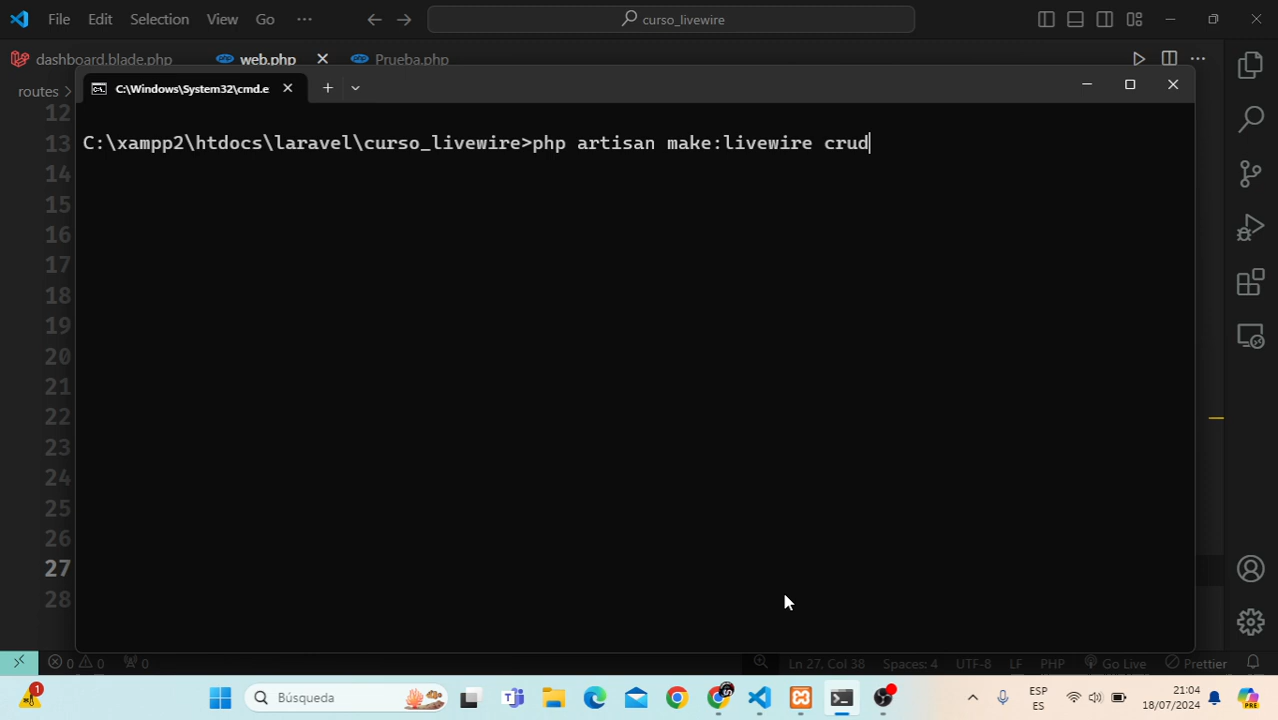 File Edit Selection View Go ··· curso_livewire
dashboard.blade.php web.php Prueba.php
routes
C:\Windows\System32\cmd.e
C:\xampp2\htdocs\laravel\curso_livewire>php artisan make:livewire crud
12
13
14
15
16
17
18
19
20
21
22
23
24
25
26
27
28
0 0 0 Ln 27, Col 38 Spaces: 4 UTF-8 LF PHP Go Live Prettier
1 Búsqueda ESP 21:04 PRE
ES 18/07/2024